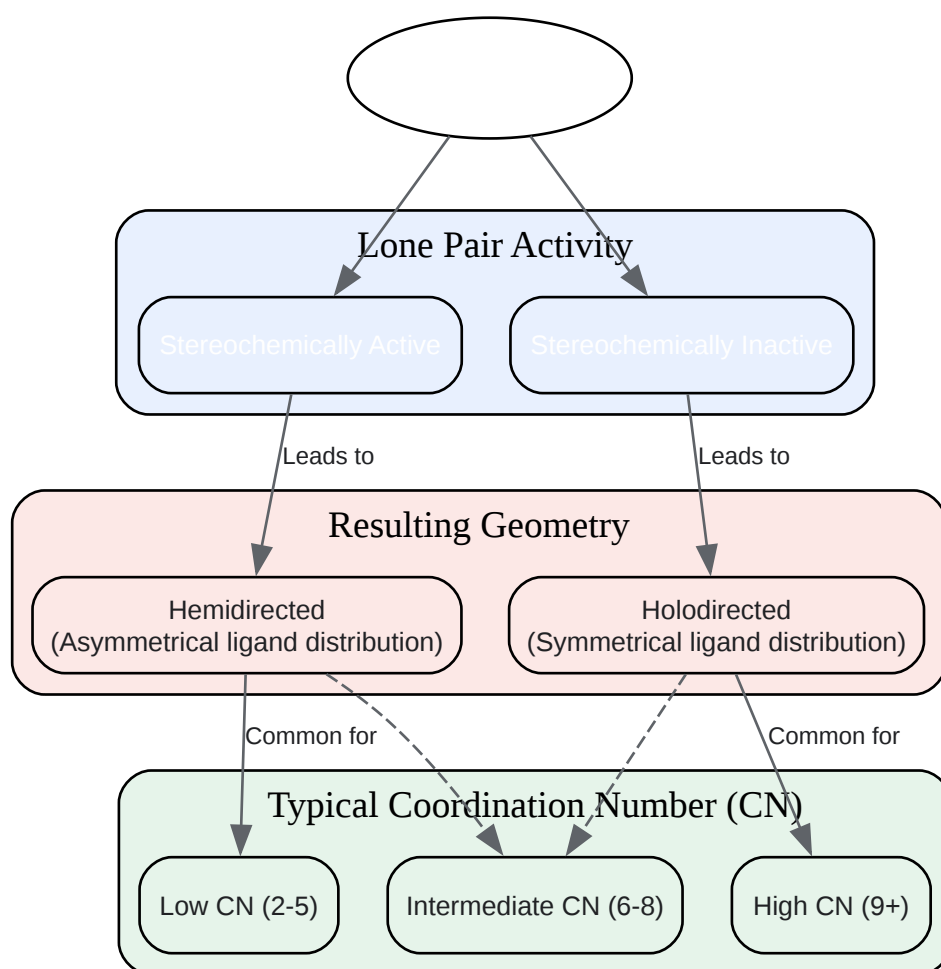 Lone Pair Activity
Stereochemically Active
Stereochemically Inactive
Leads to
Leads to
Resulting Geometry
Hemidirected
(Asymmetrical ligand distribution)
Holodirected
(Symmetrical ligand distribution)
Common for
Common for
Typical Coordination Number (CN)
Low CN (2-5)
Intermediate CN (6-8)
High CN (9+)